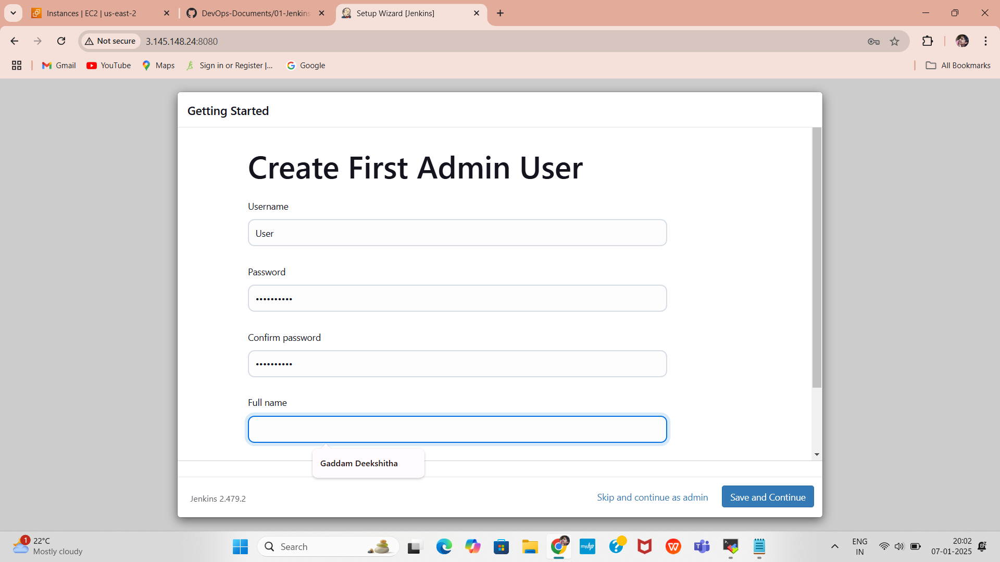 Instances | EC2 | us-east-2
DevOps-Documents/01-Jenkins
Setup Wizard [Jenkins]
Not secure
3.145.148.24:8080
Gmail
YouTube
Maps
Sign in or Register |...
Google
All Bookmarks
Getting Started
Create First Admin User
Username
User
Password
••••••••••
Confirm password
••••••••••
Full name
Gaddam Deekshitha
Jenkins 2.479.2
Skip and continue as admin
Save and Continue
1
22°C
Mostly cloudy
Search
myhp
ENG
IN
20:02
07-01-2025